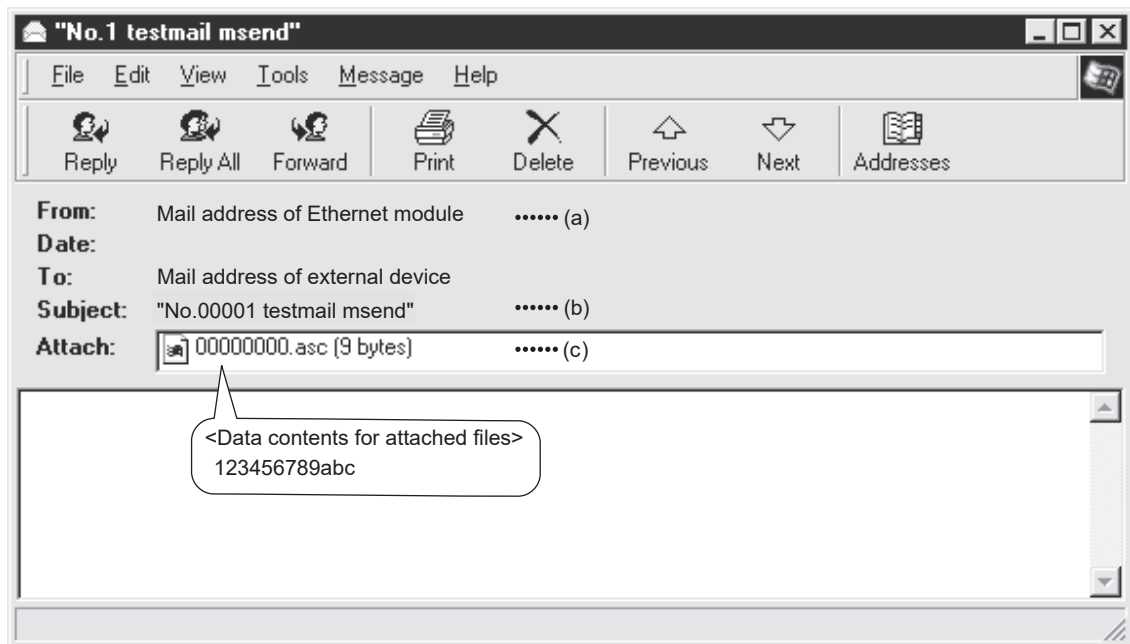 "No.1 testmail msend"
File Edit View Tools Message Help
Reply Reply All Forward Print Delete Previous Next Addresses
From: Mail address of Ethernet module •••••• (a)
Date:
To: Mail address of external device
Subject: "No.00001 testmail msend" •••••• (b)
Attach: 00000000.asc (9 bytes) •••••• (c)
<Data contents for attached files>
123456789abc